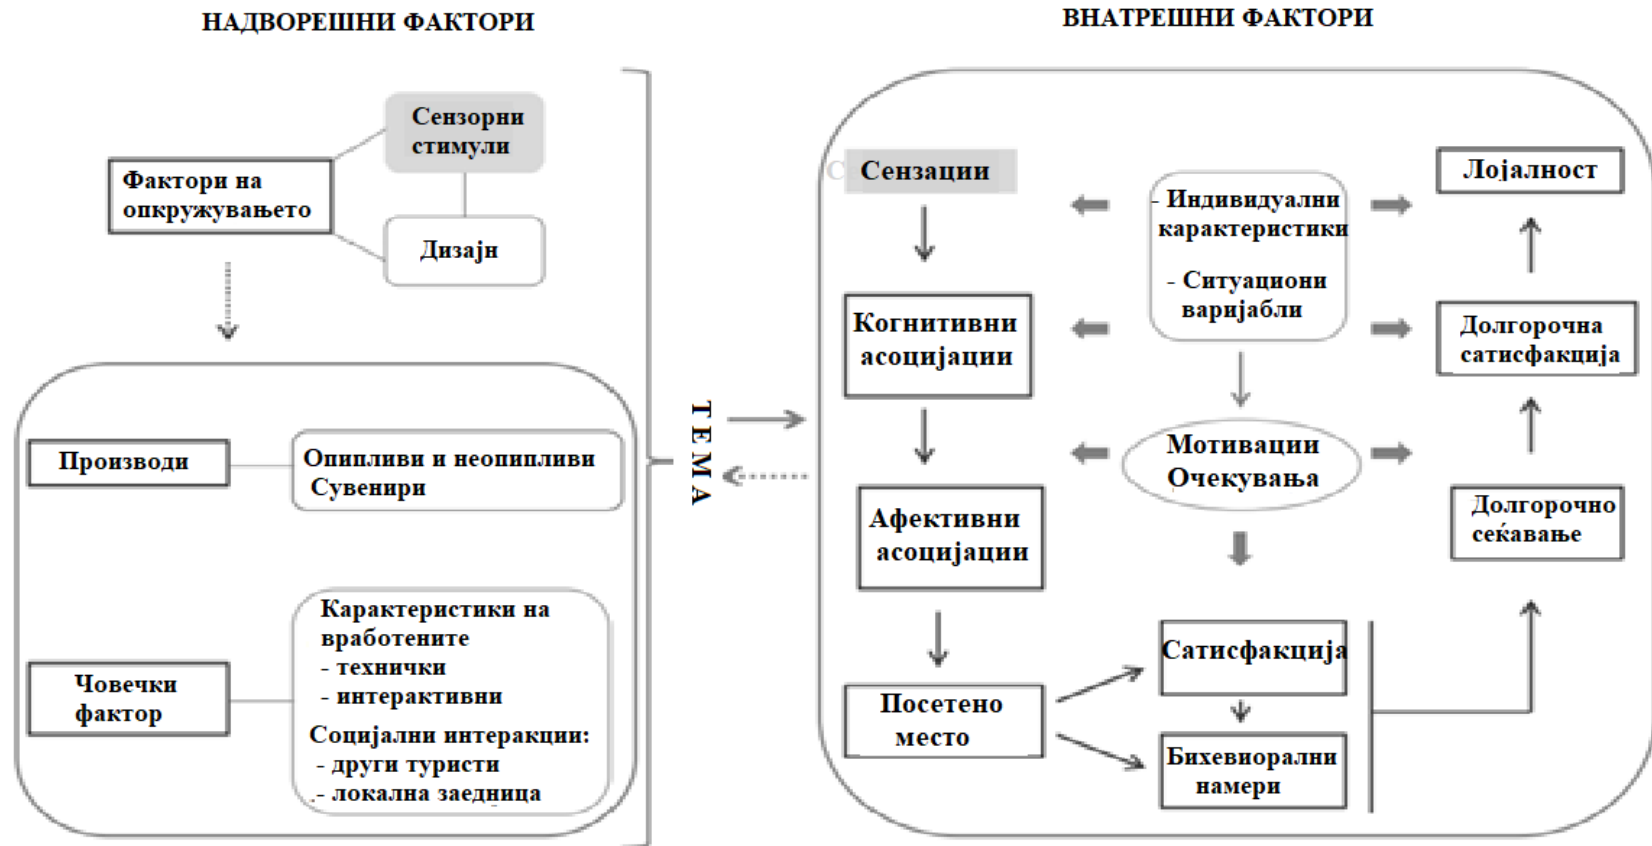 НАДВОРЕШНИ ФАКТОРИ
Сензорни
стимули
Фактори на
опкружувањето
Дизајн
Производи
Опипливи и неопипливи
Сувенири
Човечки
фактор
Карактеристики на
вработените
- технички
- интерактивни
Социјални интеракции:
- други туристи
- локална заедница
ТЕМА
ВНАТРЕШНИ ФАКТОРИ
Сензации
Когнитивни
асоцијации
Афективни
асоцијации
Посетено
место
- Индивидуални
карактеристики
- Ситуациони
варијабли
Мотивации
Очекувања
Сатисфакција
Бихевиорални
намери
Лојалност
Долгорочна
сатисфакција
Долгорочно
сеќавање